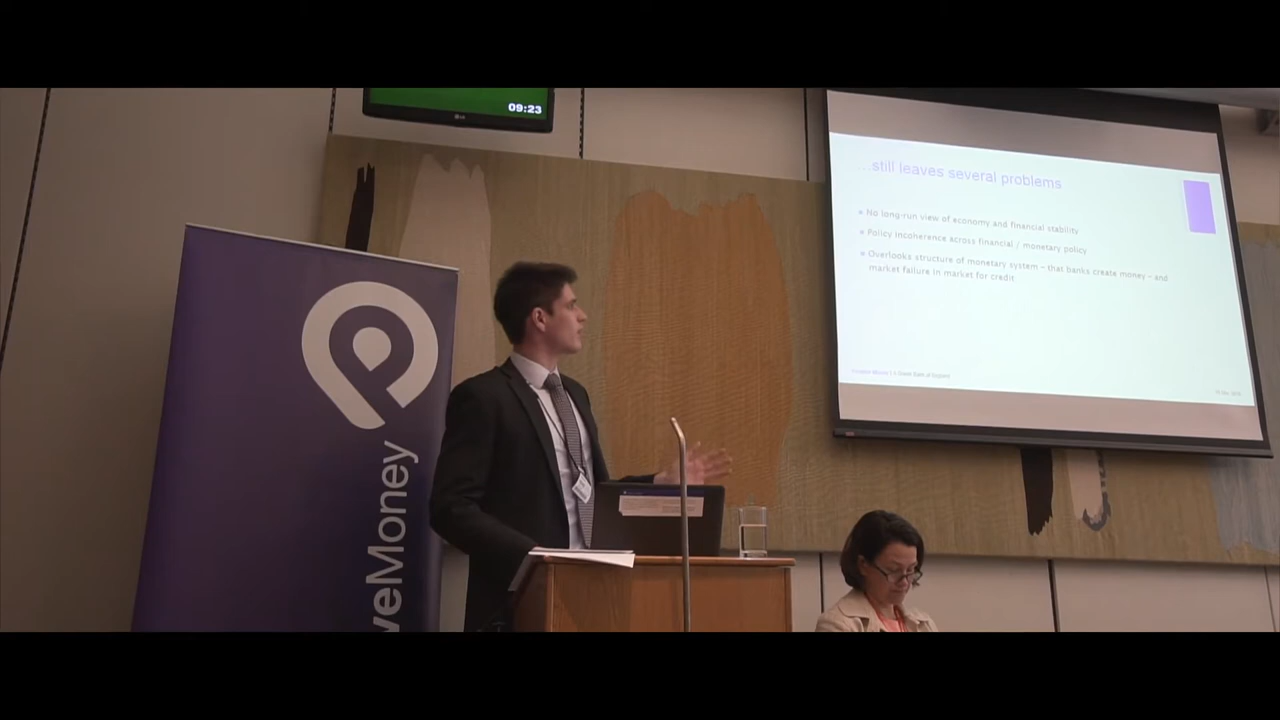 09:23
LG
...still leaves several problems
No long-run view of economy and financial stability
Policy incoherence across financial / monetary policy
Overlooks structure of monetary system – that banks create money – and
market failure in market for credit
veMoney